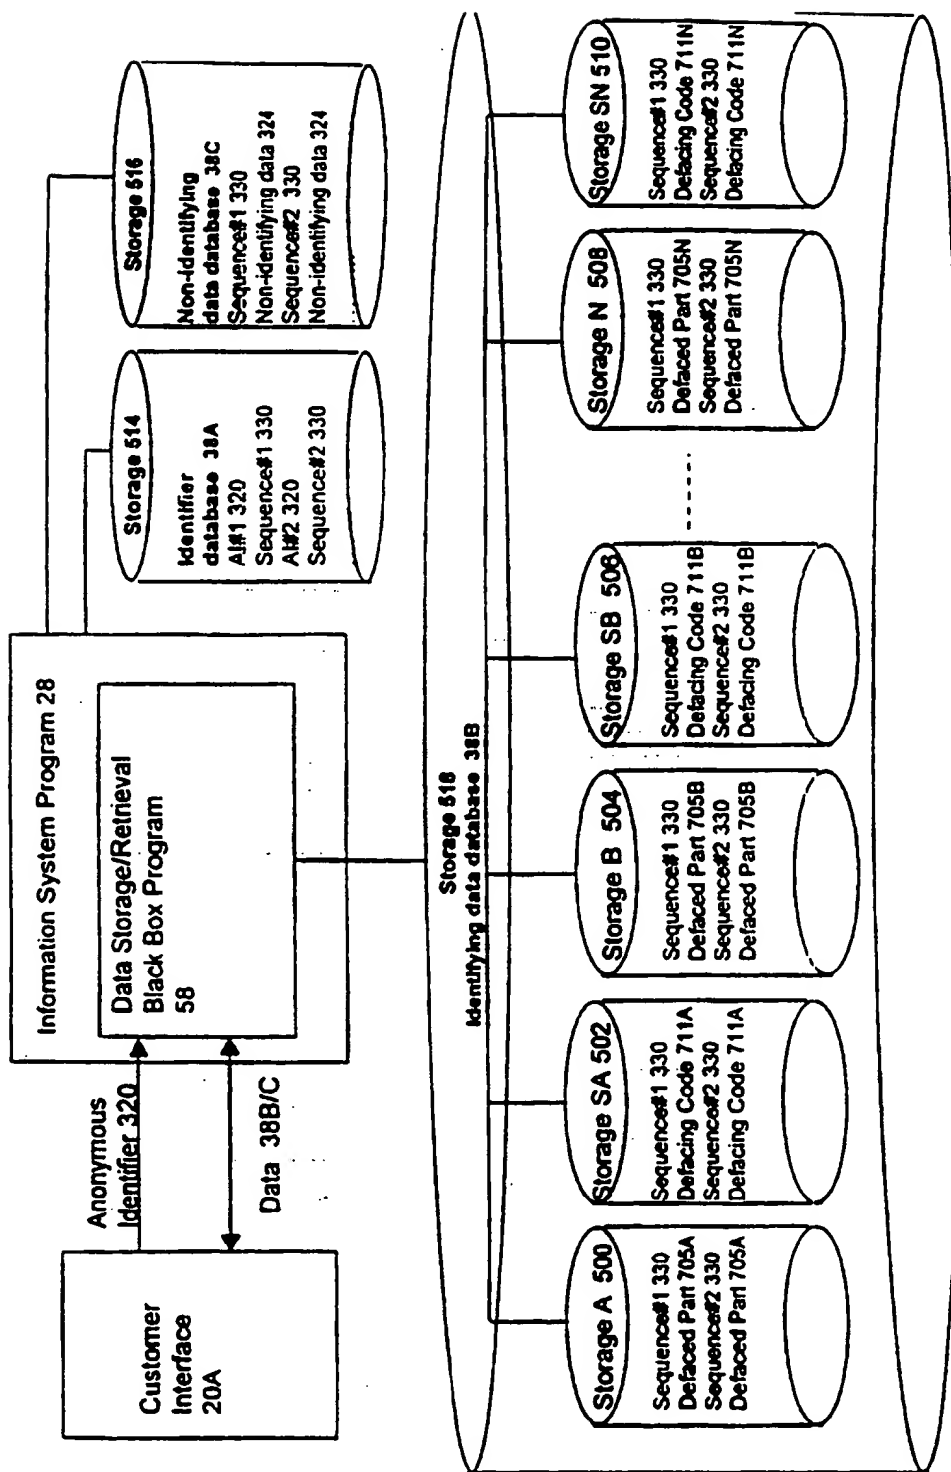 Customer
Interface
20A
Anonymous
Identifier 320
Data 38B/C
Information System Program 28
Data Storage/Retrieval
Black Box Program
58
Storage 514
Identifier
database 38A
AI#1 320
Sequence#1 330
AI#2 320
Sequence#2 330
Storage 516
Non-identifying
data database 38C
Sequence#1 330
Non-identifying data 324
Sequence#2 330
Non-identifying data 324
Storage 518
Identifying data database 38B
Storage A 500
Sequence#1 330
Defaced Part 705A
Sequence#2 330
Defaced Part 705A
Storage SA 502
Sequence#1 330
Defacing Code 711A
Sequence#2 330
Defacing Code 711A
Storage B 504
Sequence#1 330
Defaced Part 705B
Sequence#2 330
Defaced Part 705B
Storage SB 506
Sequence#1 330
Defacing Code 711B
Sequence#2 330
Defacing Code 711B
Storage N 508
Sequence#1 330
Defaced Part 705N
Sequence#2 330
Defaced Part 705N
Storage SN 510
Sequence#1 330
Defacing Code 711N
Sequence#2 330
Defacing Code 711N